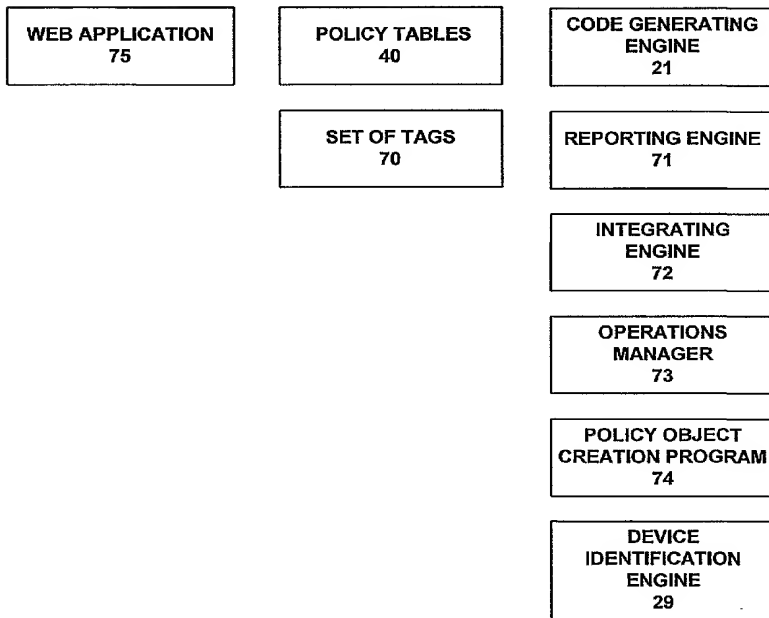 WEB APPLICATION
75
POLICY TABLES
40
CODE GENERATING
ENGINE
21
SET OF TAGS
70
REPORTING ENGINE
71
INTEGRATING
ENGINE
72
OPERATIONS
MANAGER
73
POLICY OBJECT
CREATION PROGRAM
74
DEVICE
IDENTIFICATION
ENGINE
29